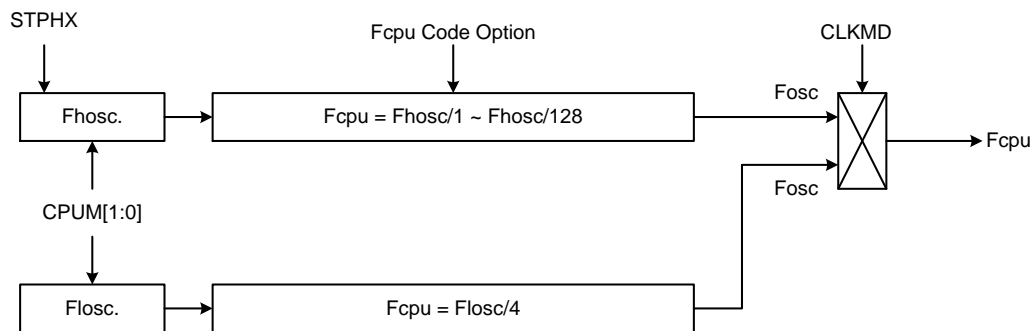 STPHX
Fcpu Code Option
CLKMD
Fhosc.
Fcpu = Fhosc/1 ~ Fhosc/128
Fosc
Fcpu
Fosc
CPUM[1:0]
Flosc.
Fcpu = Flosc/4